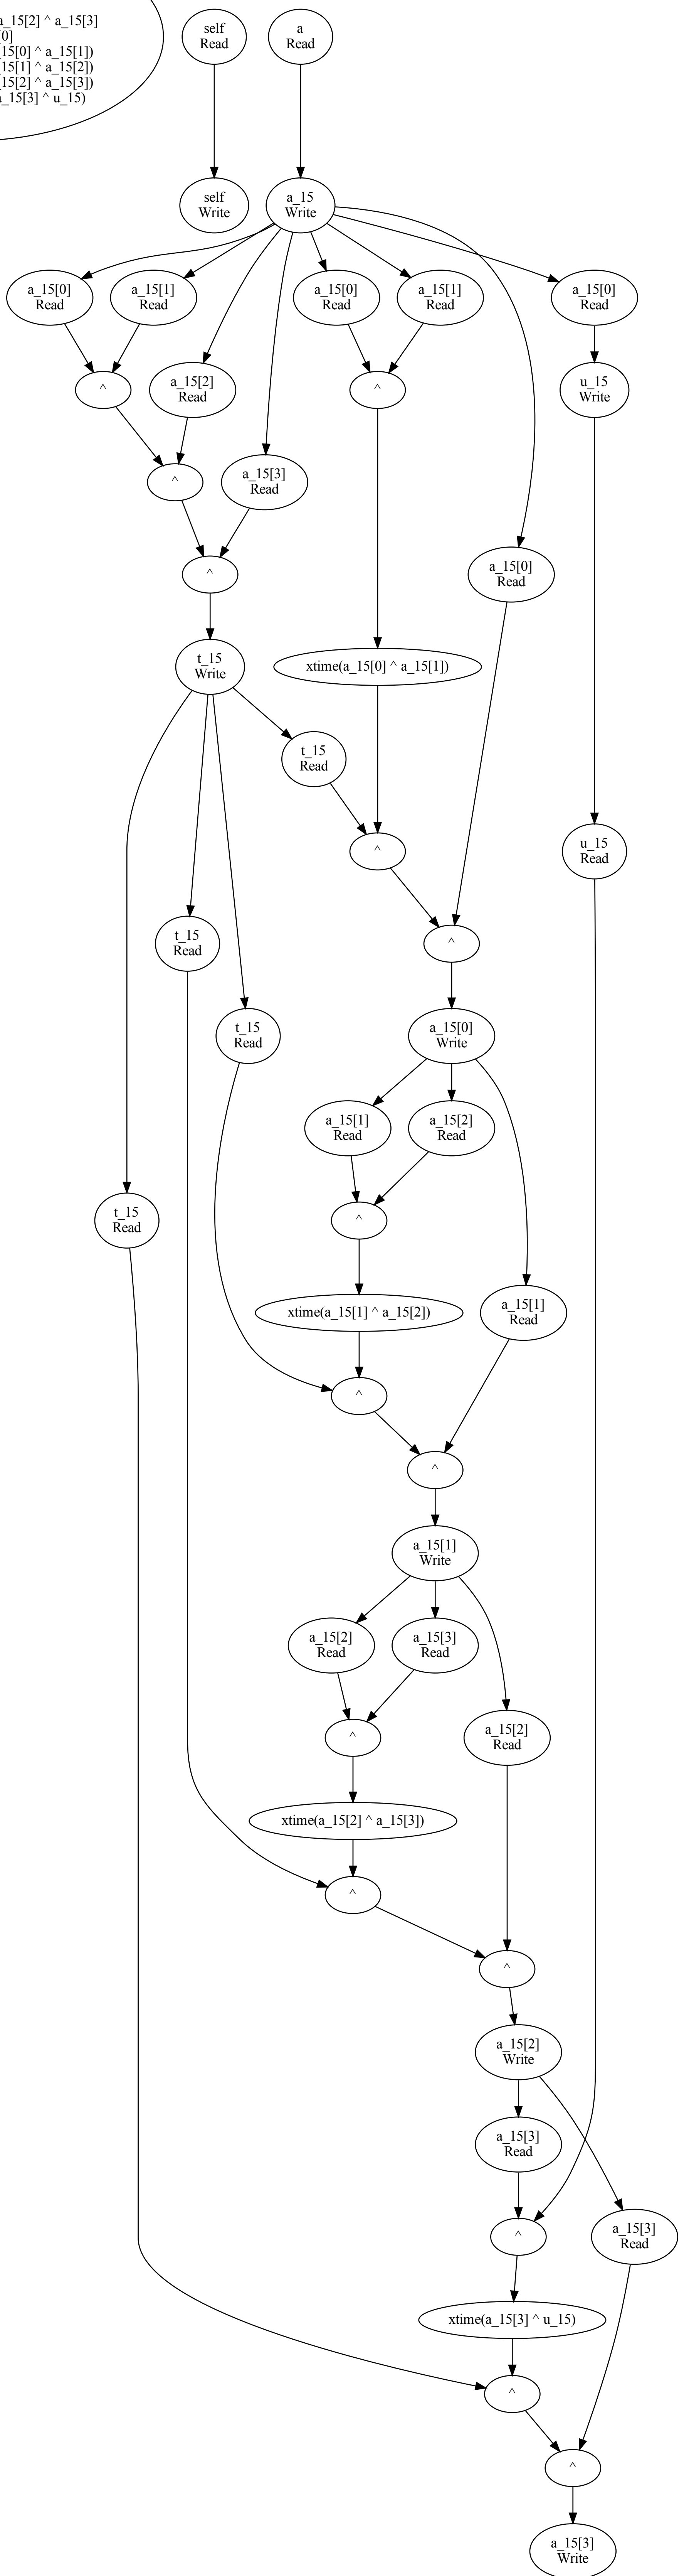 a_15[2] ^ a_15[3]
[0]
15[0] ^ a_15[1])
15[1] ^ a_15[2])
15[2] ^ a_15[3])
a_15[3] ^ u_15)
self
Read
a
Read
self
Write
a_15
Write
a_15[0]
Read
a_15[1]
Read
a_15[0]
Read
a_15[1]
Read
a_15[0]
Read
^
a_15[2]
Read
^
u_15
Write
^
a_15[3]
Read
^
a_15[0]
Read
t_15
Write
xtime(a_15[0] ^ a_15[1])
t_15
Read
^
u_15
Read
t_15
Read
^
t_15
Read
a_15[0]
Write
a_15[1]
Read
a_15[2]
Read
t_15
Read
^
xtime(a_15[1] ^ a_15[2])
a_15[1]
Read
^
^
a_15[1]
Write
a_15[2]
Read
a_15[3]
Read
^
a_15[2]
Read
xtime(a_15[2] ^ a_15[3])
^
^
a_15[2]
Write
a_15[3]
Read
^
a_15[3]
Read
xtime(a_15[3] ^ u_15)
^
^
a_15[3]
Write